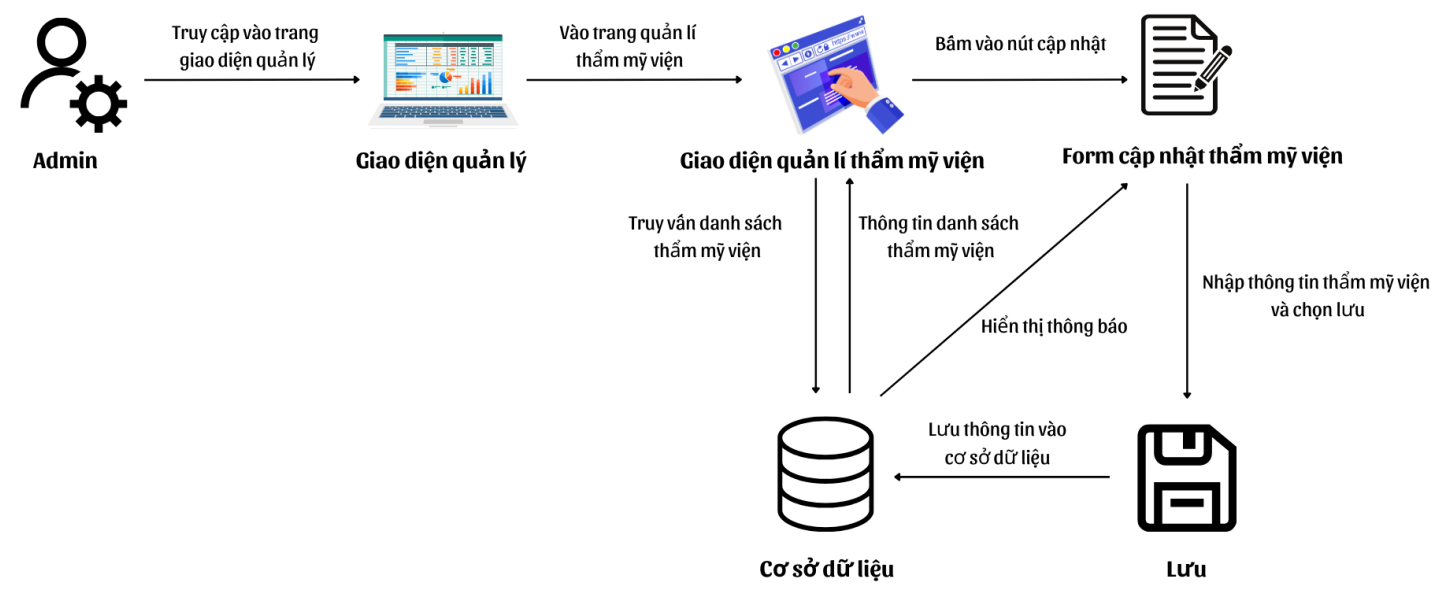 Truy cập vào trang
giao diện quản lý
Vào trang quản lí
thẩm mỹ viện
https://www
Bấm vào nút cập nhật
Admin
Giao diện quản lý
Giao diện quản lí thẩm mỹ viện
Form cập nhật thẩm mỹ viện
Truy vấn danh sách
thẩm mỹ viện
Thông tin danh sách
thẩm mỹ viện
Nhập thông tin thẩm mỹ viện
và chọn lưu
Hiển thị thông báo
Lưu thông tin vào
cơ sở dữ liệu
Cơ sở dữ liệu
Lưu